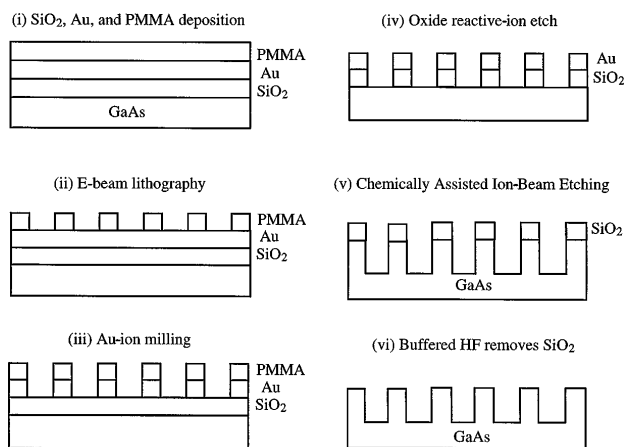 (i) SiO₂, Au, and PMMA deposition
PMMA
Au
SiO₂
GaAs
(ii) E-beam lithography
PMMA
Au
SiO₂
(iii) Au-ion milling
PMMA
Au
SiO₂
(iv) Oxide reactive-ion etch
Au
SiO₂
(v) Chemically Assisted Ion-Beam Etching
SiO₂
GaAs
(vi) Buffered HF removes SiO₂
GaAs